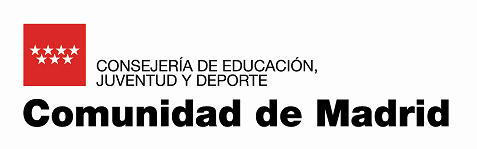 CONSEJERÍA DE EDUCACIÓN,
JUVENTUD Y DEPORTE
Comunidad de Madrid